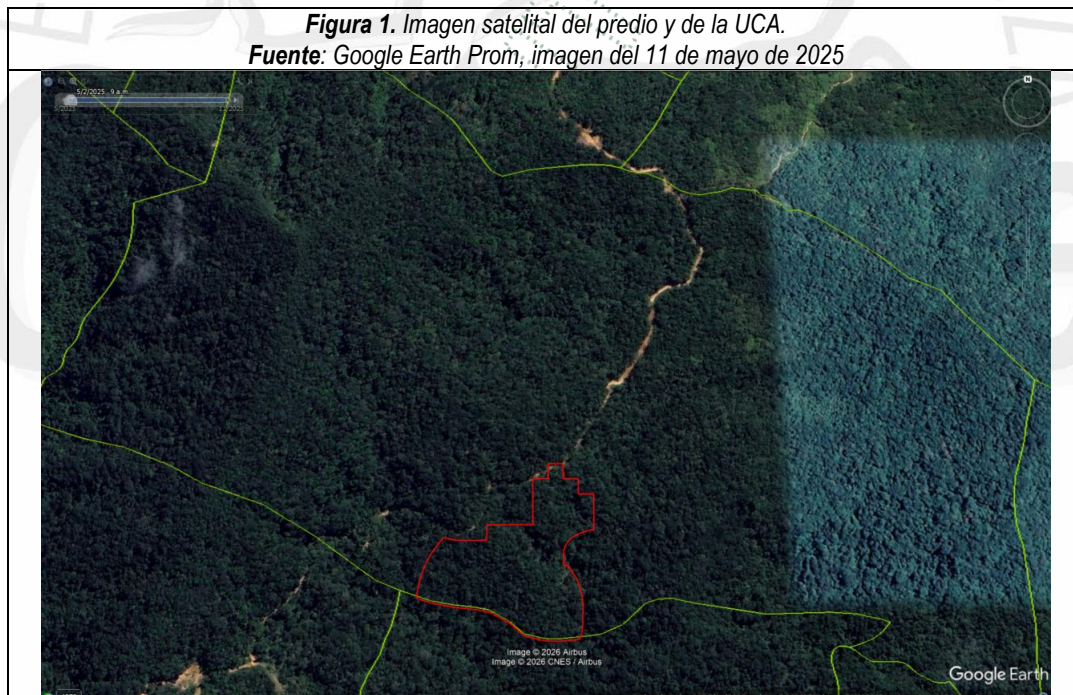 Figura 1. Imagen satelital del predio y de la UCA.
Fuente: Google Earth Prom, imagen del 11 de mayo de 2025
5/2/2025 9 a.m.
N
Image © 2026 Airbus
Image © 2026 CNES / Airbus
Google Earth